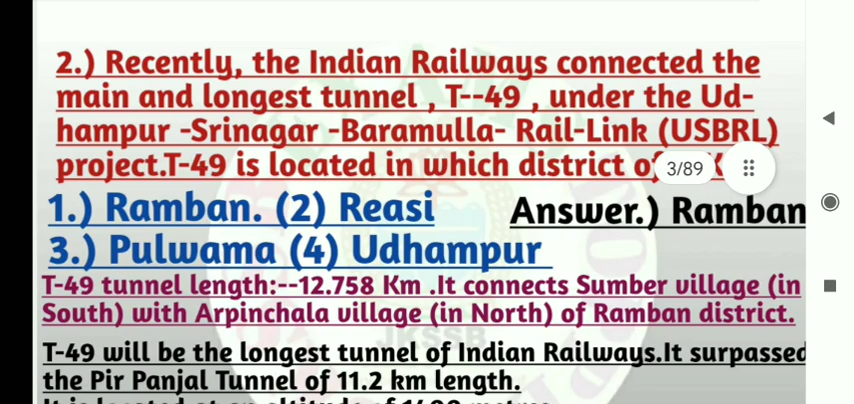 2.) Recently, the Indian Railways connected the
main and longest tunnel , T--49 , under the Ud-
hampur -Srinagar -Baramulla- Rail-Link (USBRL)
project.T-49 is located in which district
3/89
1.) Ramban. (2) Reasi
Answer.) Ramban
3.) Pulwama (4) Udhampur
T-49 tunnel length:--12.758 Km .It connects Sumber village (in
South) with Arpinchala village (in North) of Ramban district.
JKSSB
T-49 will be the longest tunnel of Indian Railways.It surpassed
the Pir Panjal Tunnel of 11.2 km length.